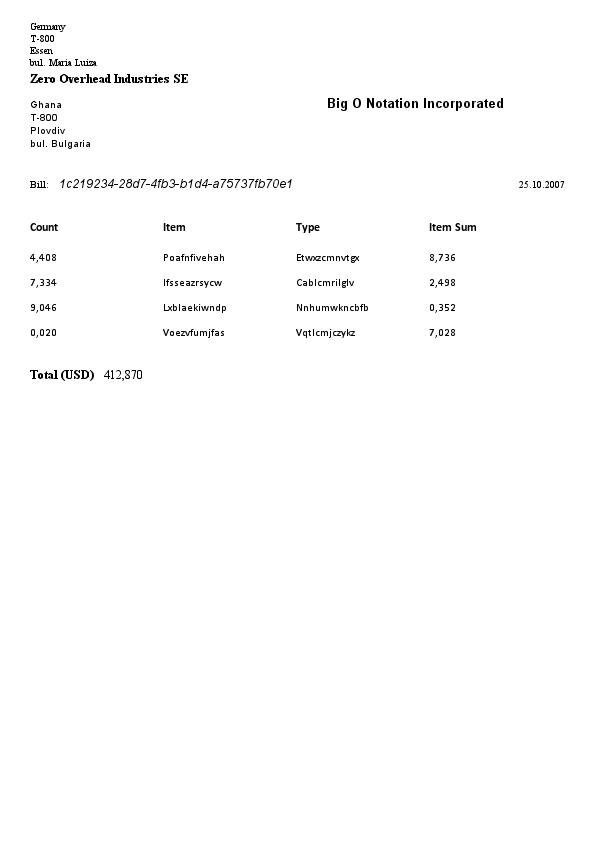 Germany
T-800
Essen
bul. Maria Luiza
Zero Overhead Industries SE
Ghana
T-800
Plovdiv
bul. Bulgaria
Big O Notation Incorporated
Bill: 1c219234-28d7-4fb3-b1d4-a75737fb70e1 25.10.2007
Count Item Type Item Sum
4,408 Poafnfivehah Etwxzcmnvtgx 8,736
7,334 Ifsseazrsycw Cablcmrilglv 2,498
9,046 Lxblaekiwndp Nnhumwkncbfb 0,352
0,020 Voezvfumjfas Vqtlcmjczykz 7,028
Total (USD) 412,870